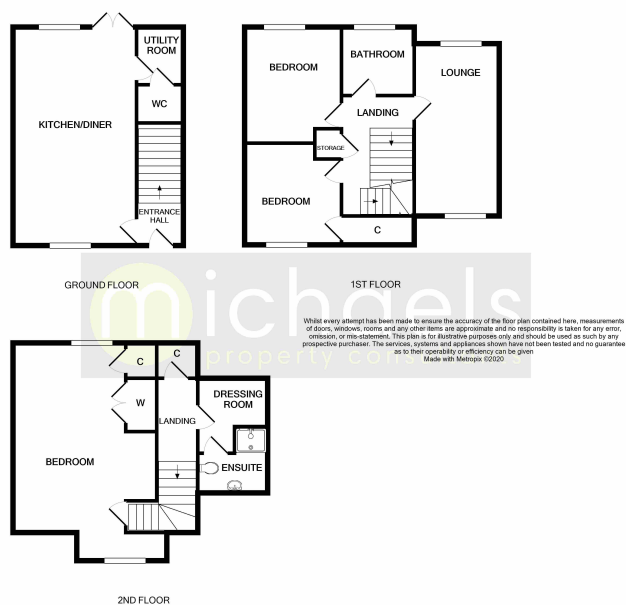 UTILITY
ROOM
WC
KITCHEN/DINER
ENTRANCE
HALL
GROUND FLOOR
BEDROOM
BATHROOM
LOUNGE
LANDING
STORAGE
BEDROOM
C
1ST FLOOR
michaels
property consultants
Whilst every attempt has been made to ensure the accuracy of the floor plan contained here, measurements
of doors, windows, rooms and any other items are approximate and no responsibility is taken for any error,
omission, or mis-statement. This plan is for illustrative purposes only and should be used as such by any
prospective purchaser. The services, systems and appliances shown have not been tested and no guarantee
as to their operability or efficiency can be given
Made with Metropix ©2020
C
C
W
DRESSING
ROOM
LANDING
BEDROOM
ENSUITE
2ND FLOOR